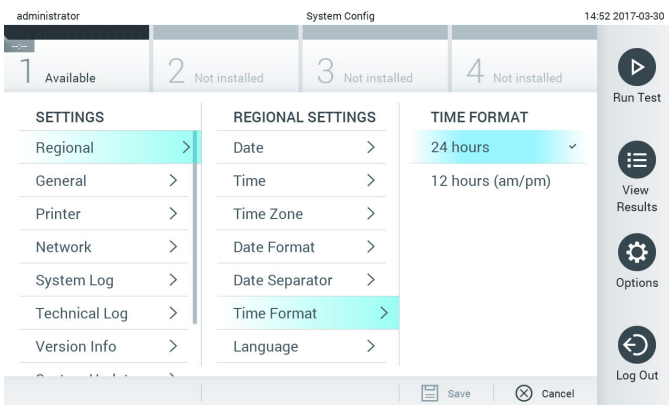 administrator System Config 14:52 2017-03-30
--:--
1 Available 2 Not installed 3 Not installed 4 Not installed
Run Test
SETTINGS REGIONAL SETTINGS TIME FORMAT
Regional Date 24 hours
General Time 12 hours (am/pm)
View
Results
Printer Time Zone
Network Date Format
System Log Date Separator
Options
Technical Log Time Format
Version Info Language
Log Out
Save Cancel